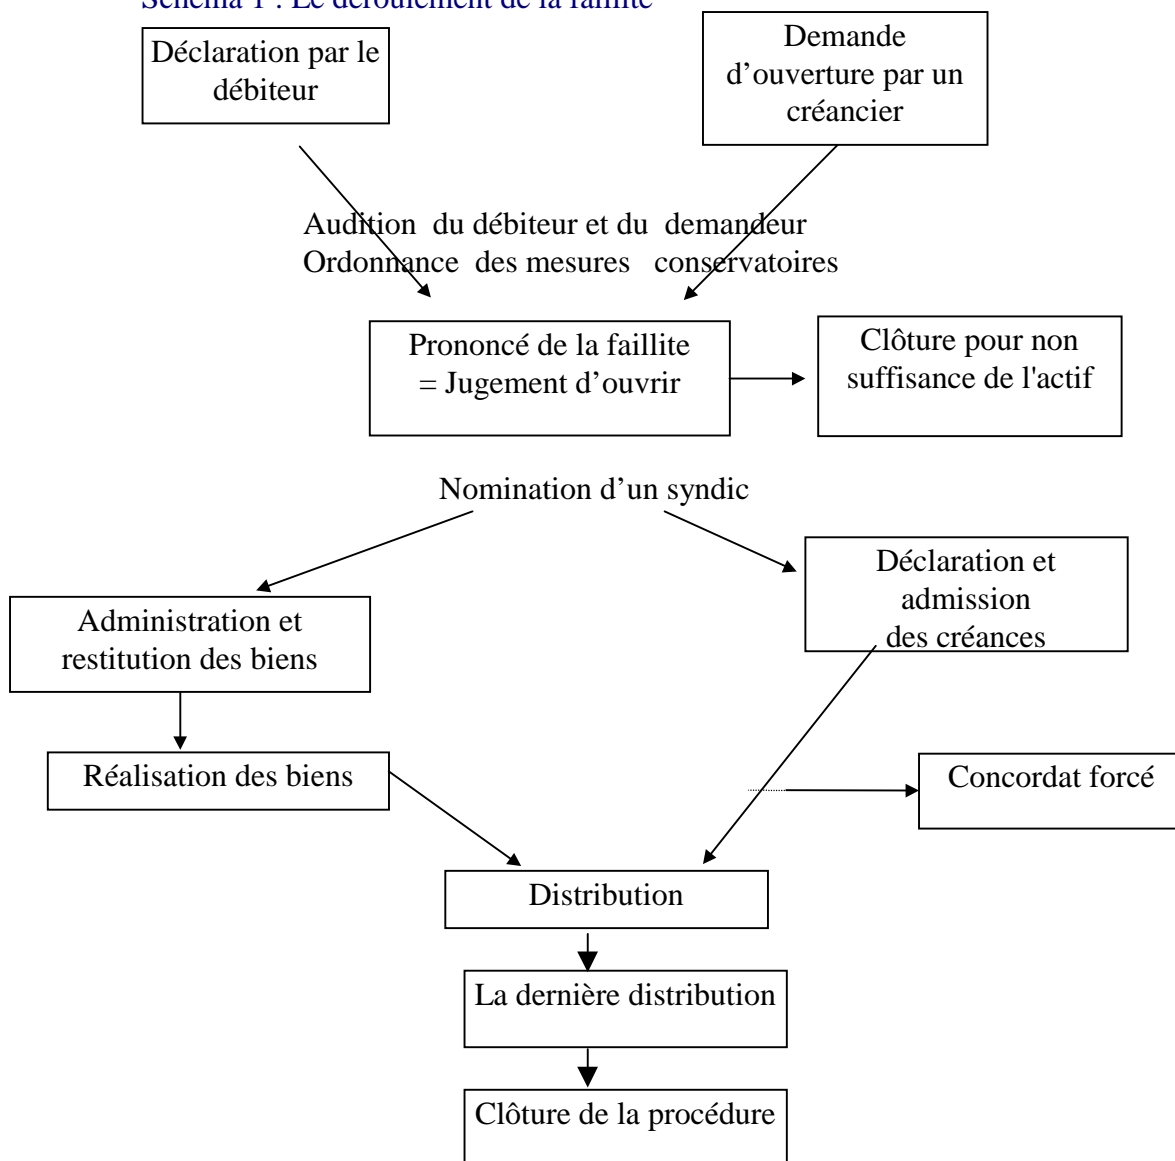 Schéma 1 : Le déroulement de la faillite
Déclaration par le
débiteur
Demande
d’ouverture par un
créancier
Audition du débiteur et du demandeur
Ordonnance des mesures conservatoires
Prononcé de la faillite
= Jugement d’ouvrir
Clôture pour non
suffisance de l'actif
Nomination d’un syndic
Administration et
restitution des biens
Déclaration et
admission
des créances
Réalisation des biens
Concordat forcé
Distribution
La dernière distribution
Clôture de la procédure